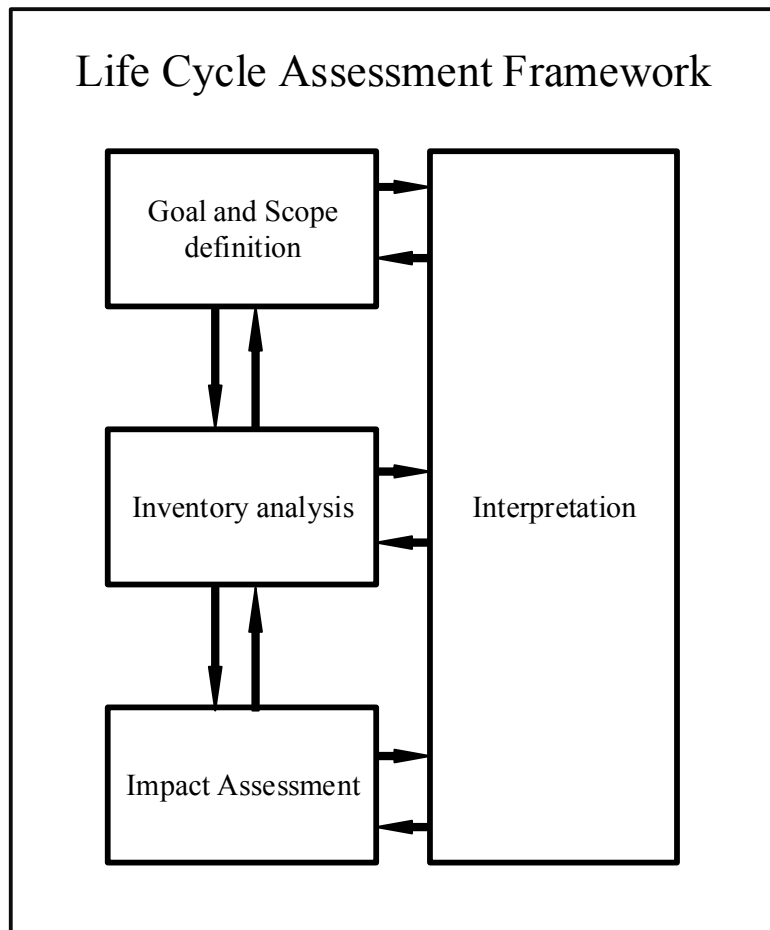 Life Cycle Assessment Framework
Goal and Scope
definition
Inventory analysis
Interpretation
Impact Assessment